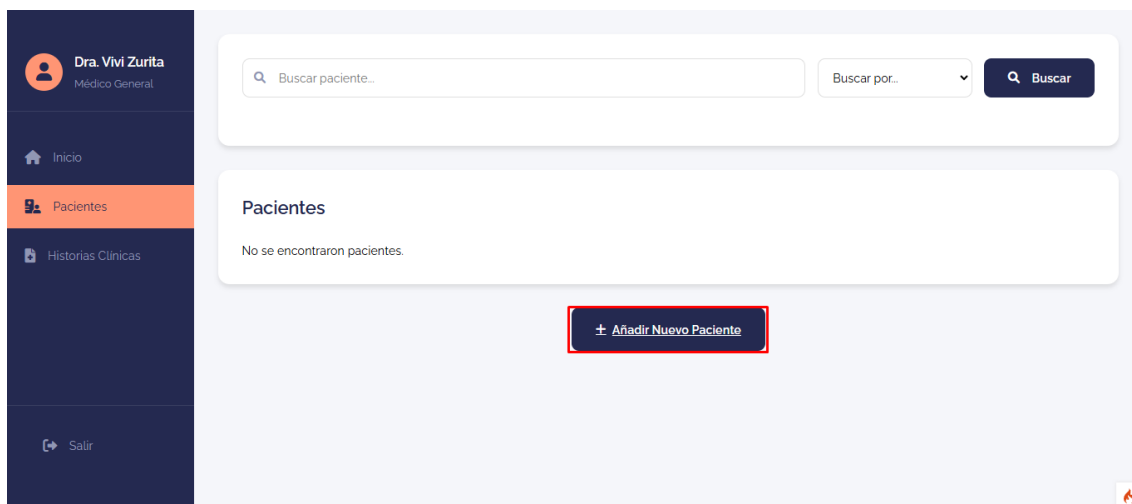 Dra. Vivi Zurita
Médico General
Inicio
Pacientes
Historias Clínicas
Salir
Buscar paciente...
Buscar por...
Buscar
Pacientes
No se encontraron pacientes.
+ Añadir Nuevo Paciente